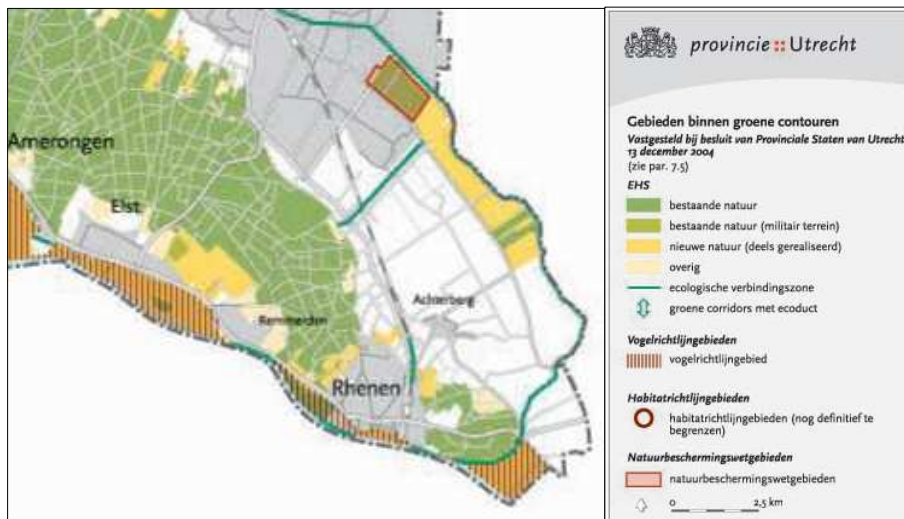 Amerongen
Elst
Remmerden
Achterberg
Rhenen
provincie::Utrecht
Gebieden binnen groene contouren
Vastgesteld bij besluit van Provinciale Staten van Utrecht
13 december 2004
(zie par. 7.5)
EHS
bestaande natuur
bestaande natuur (militair terrein)
nieuwe natuur (deels gerealiseerd)
overig
ecologische verbindingszone
groene corridors met ecoduct
Vogelrichtlijngebieden
vogelrichtlijngebied
Habitatrichtlijngebieden
habitatrichtlijngebieden (nog definitief te
begrenzen)
Natuurbeschermingswetgebieden
natuurbeschermingswetgebieden
0 2,5 km